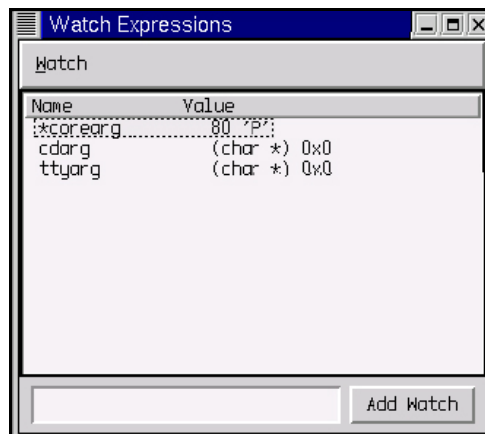 Watch Expressions
Watch
Name Value
*corearg 80 'P'
cdarg (char *) 0x0
ttyarg (char *) 0x0
Add Watch